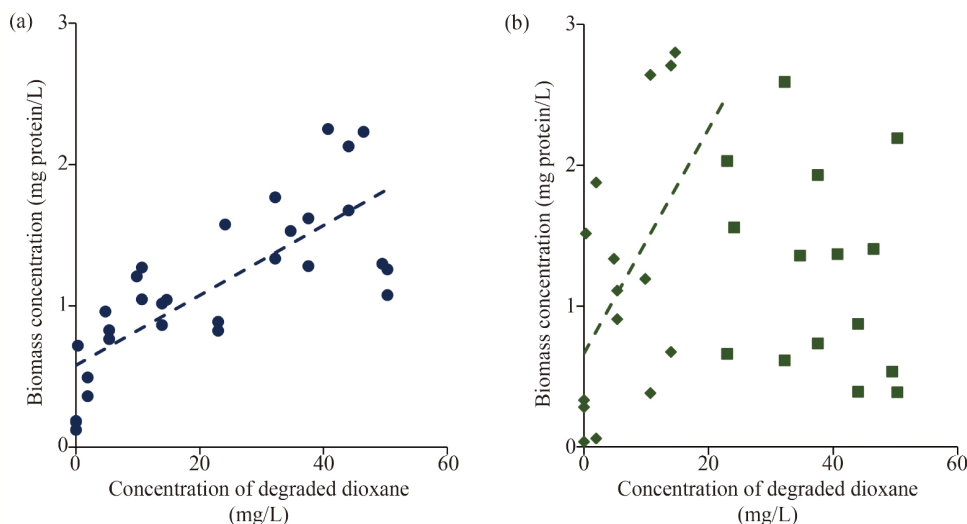 (a)
Biomass concentration (mg protein/L)
3
2
1
0
0 20 40 60
Concentration of degraded dioxane
(mg/L)
(b)
Biomass concentration (mg protein/L)
3
2
1
0
0 20 40 60
Concentration of degraded dioxane
(mg/L)